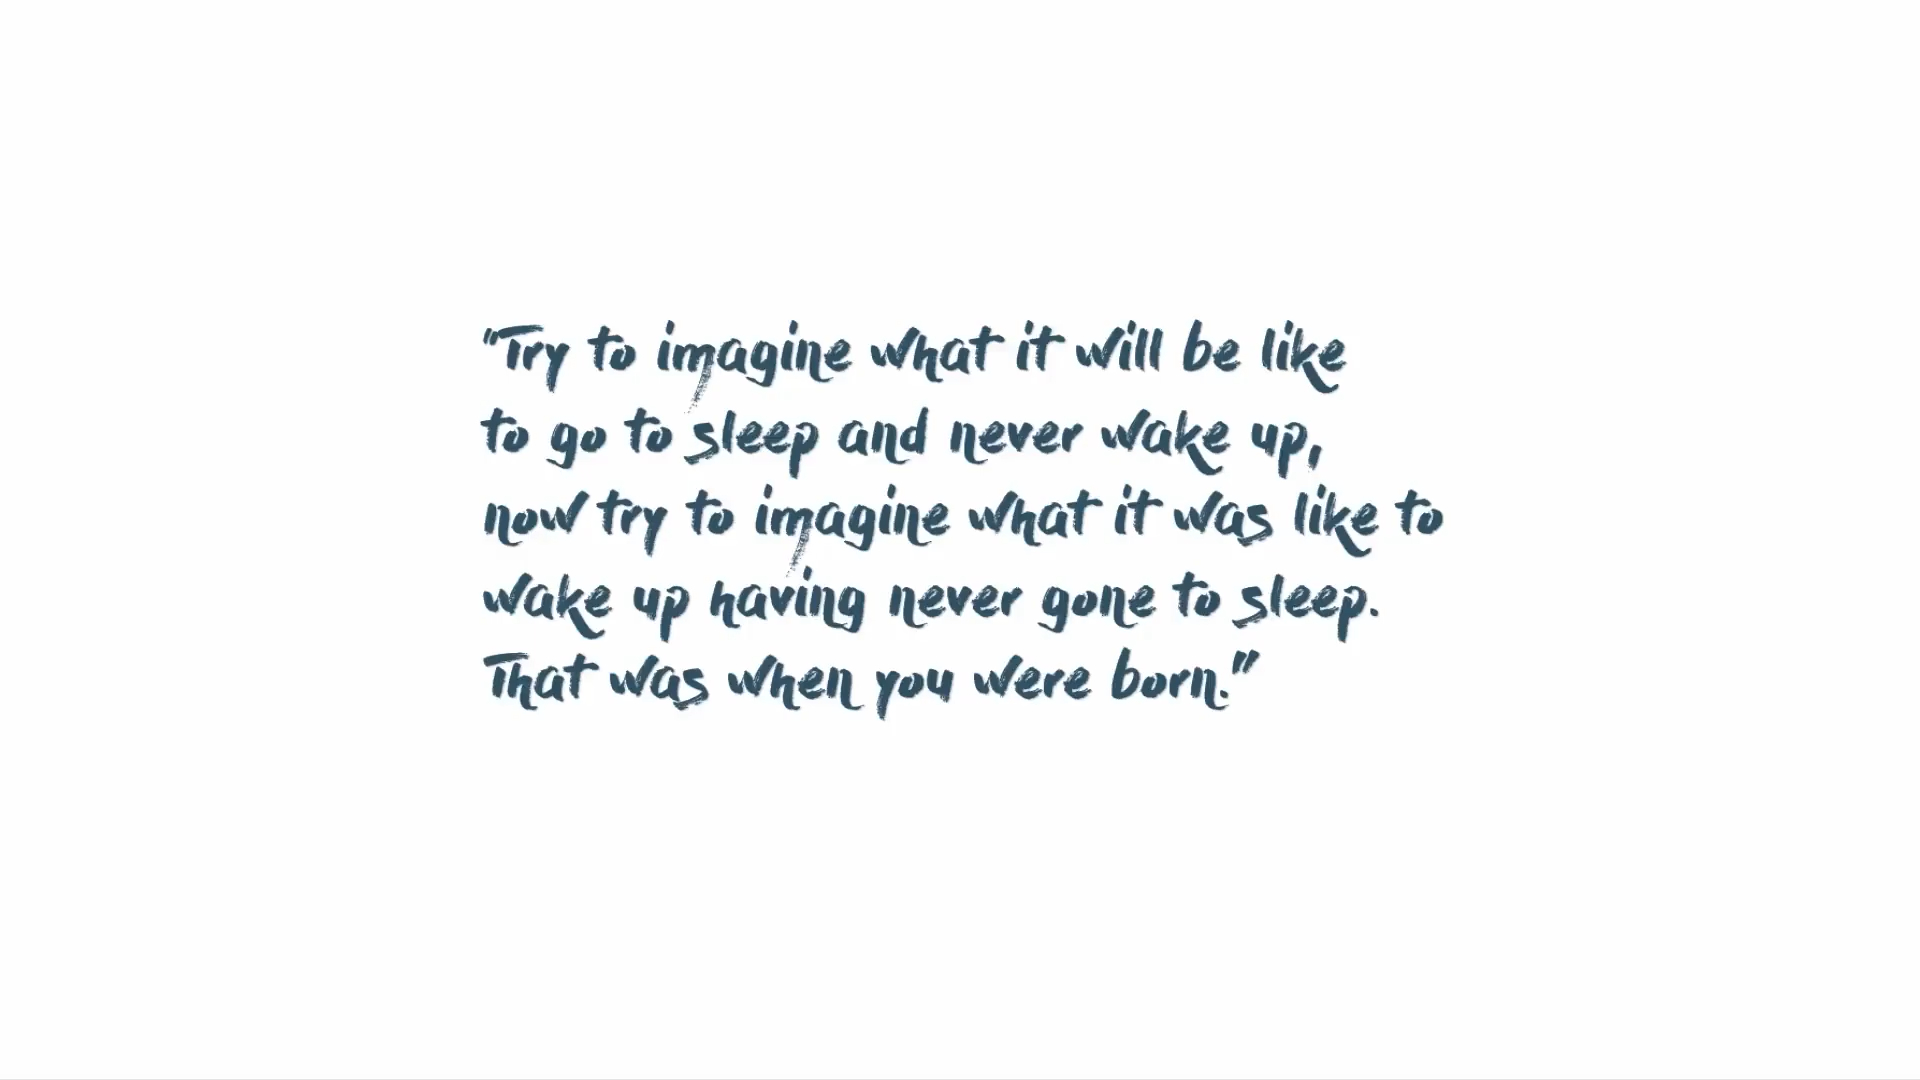 "Try to imagine what it will be like
to go to sleep and never wake up,
now try to imagine what it was like to
wake up having never gone to sleep.
That was when you were born."